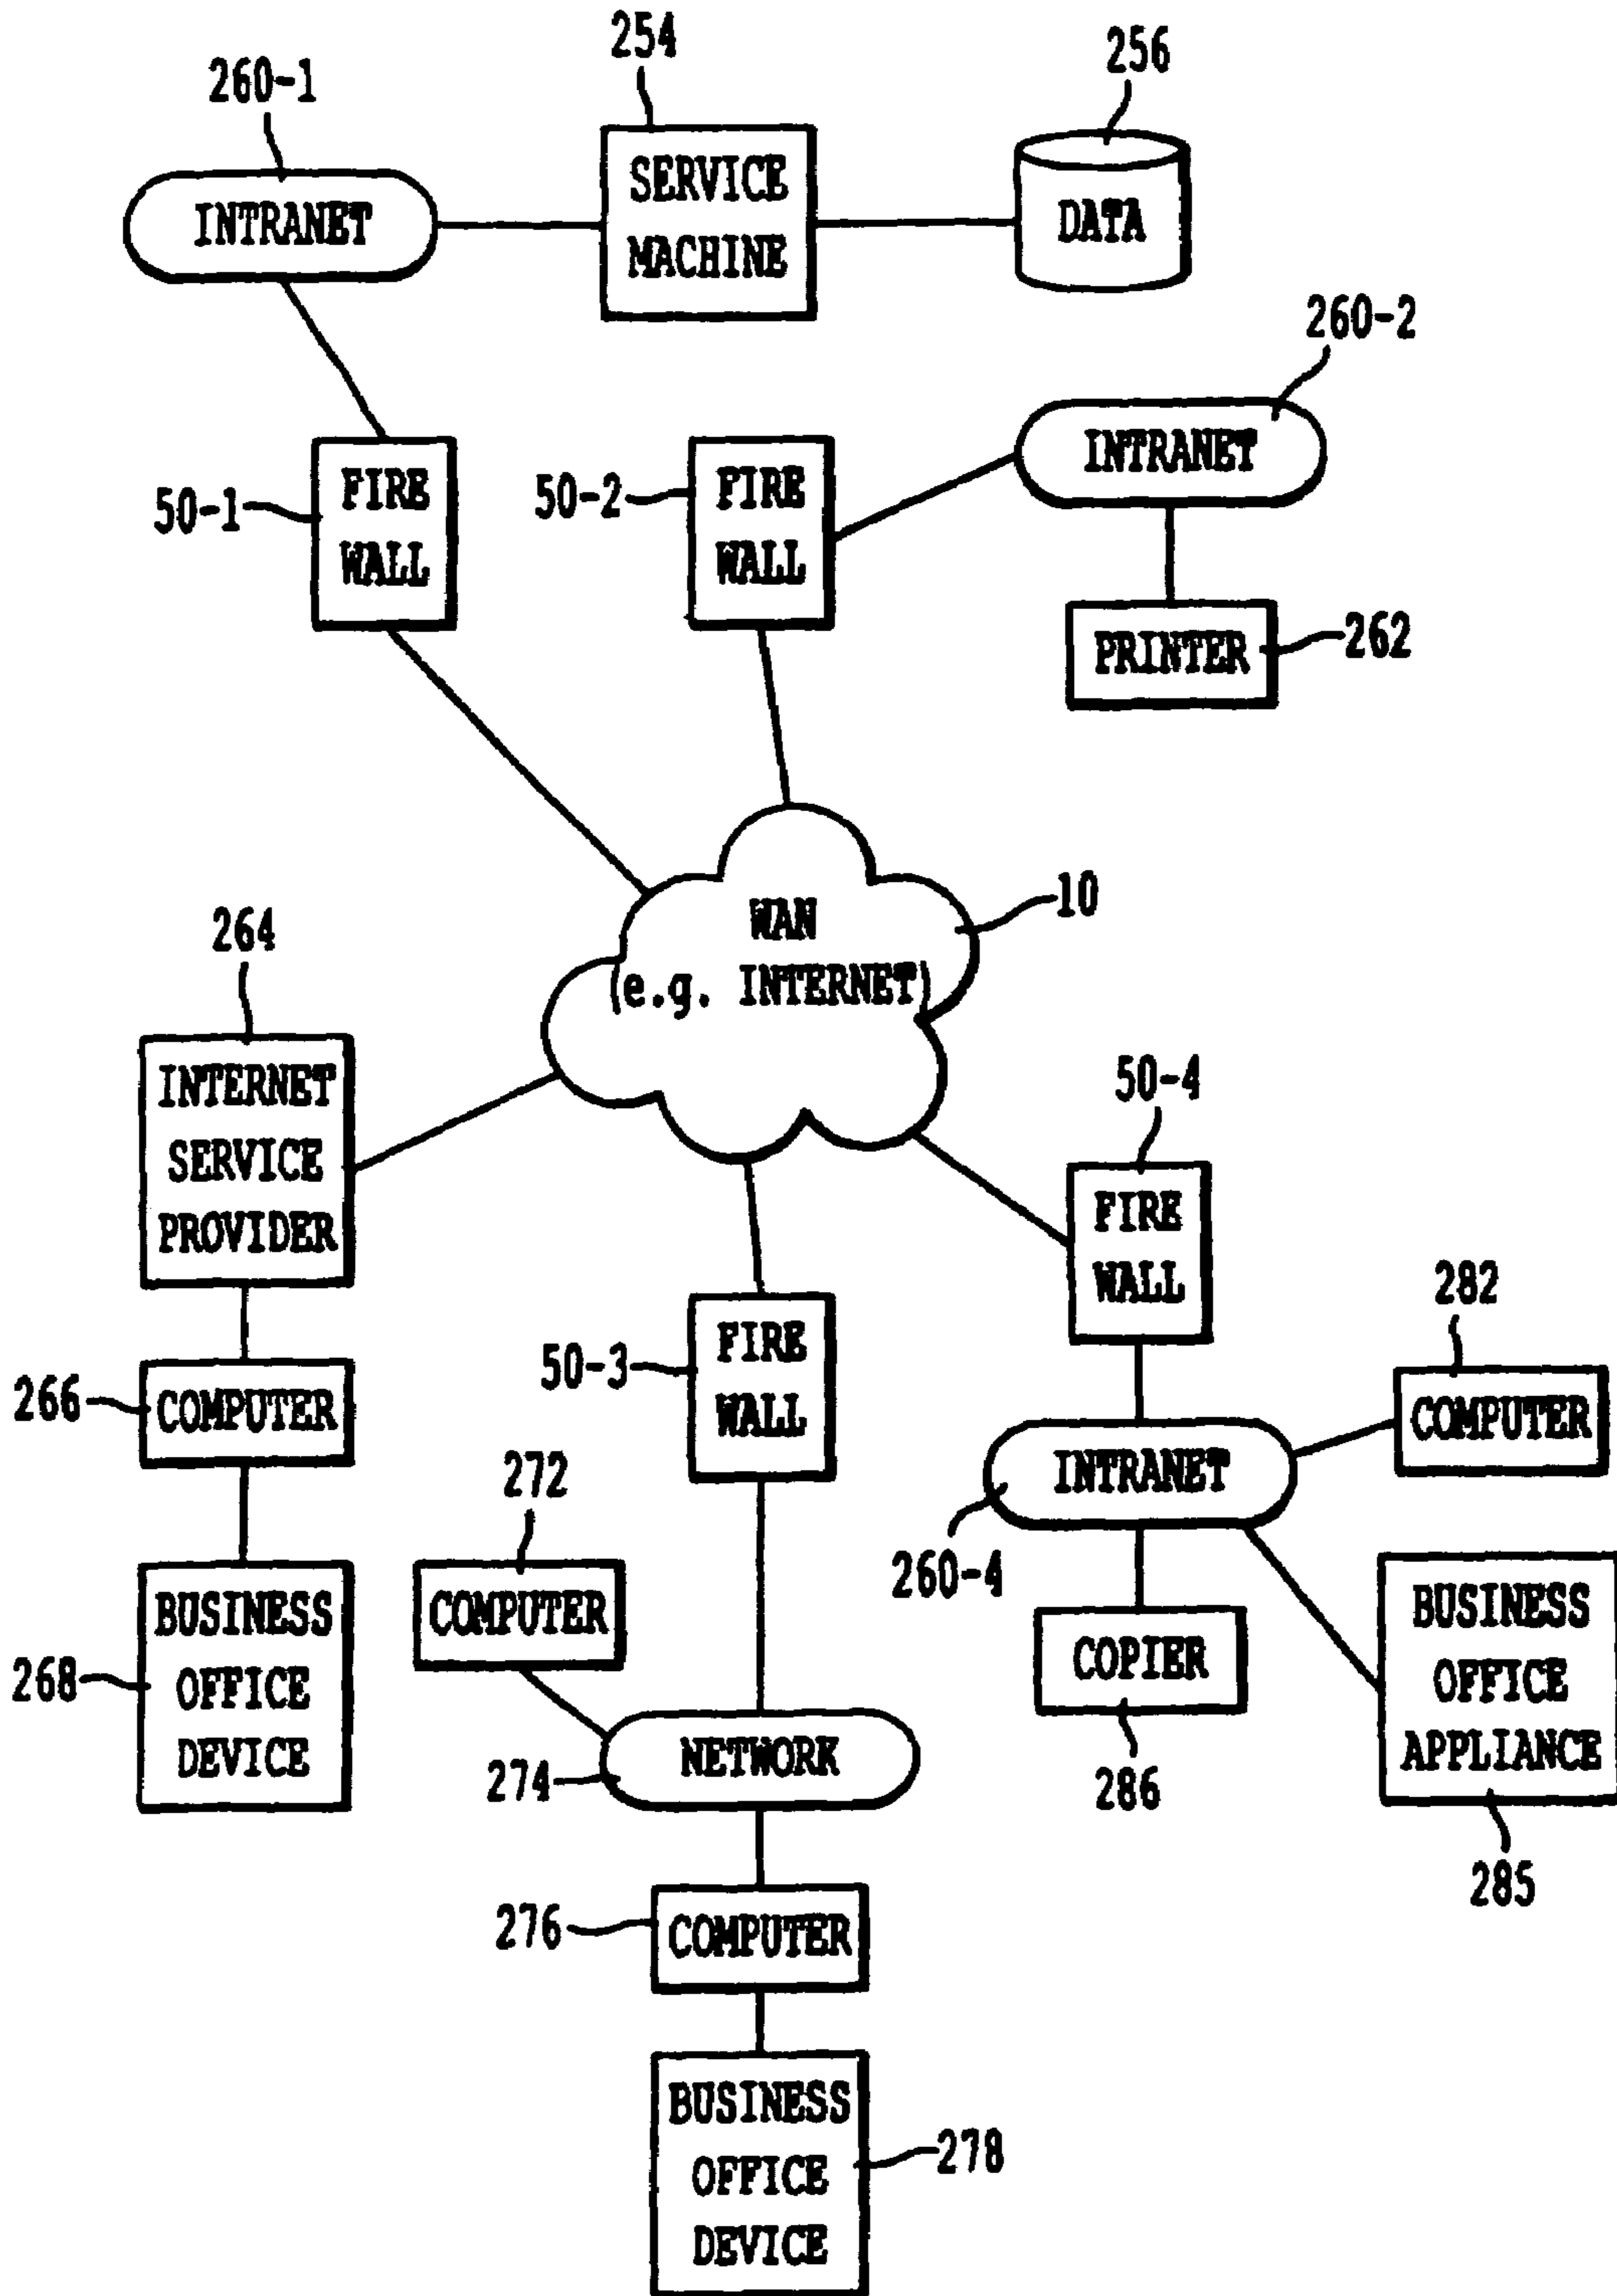 254
256
260-1
SERVICE
MACHINE
DATA
INTRANET
260-2
INTRANET
50-1
FIRE
WALL
50-2
FIRE
WALL
PRINTER
262
10
WAN
(e.g. INTERNET)
264
INTERNET
SERVICE
PROVIDER
50-4
FIRE
WALL
282
50-3
FIRE
WALL
266
COMPUTER
COMPUTER
272
INTRANET
260-4
BUSINESS
OFFICE
DEVICE
268
COMPUTER
COPIER
286
BUSINESS
OFFICE
APPLIANCE
285
NETWORK
274
276
COMPUTER
BUSINESS
OFFICE
DEVICE
278